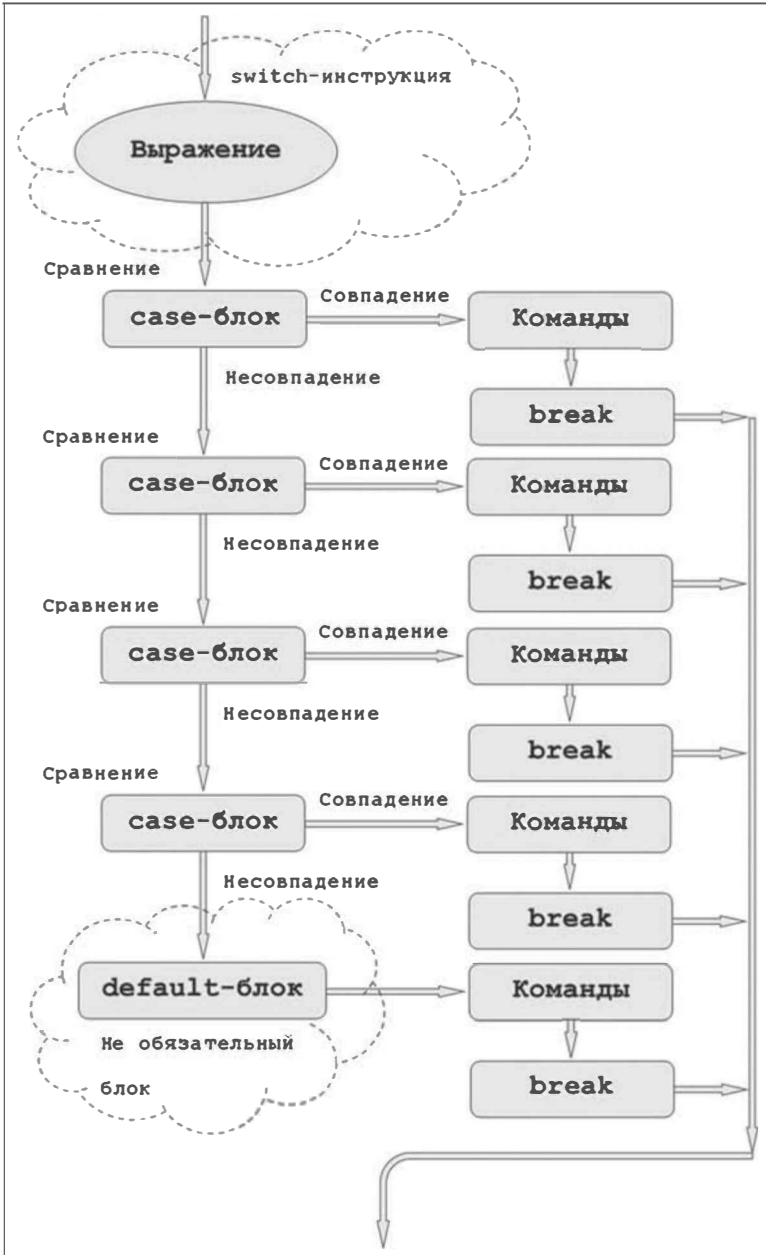 switch-инструкция
Выражение
Сравнение
case-блок
Совпадение
Команды
Несовпадение
break
Сравнение
case-блок
Совпадение
Команды
Несовпадение
break
Сравнение
case-блок
Совпадение
Команды
Несовпадение
break
Сравнение
case-блок
Совпадение
Команды
Несовпадение
break
default-блок
Команды
Не обязательный
блок
break